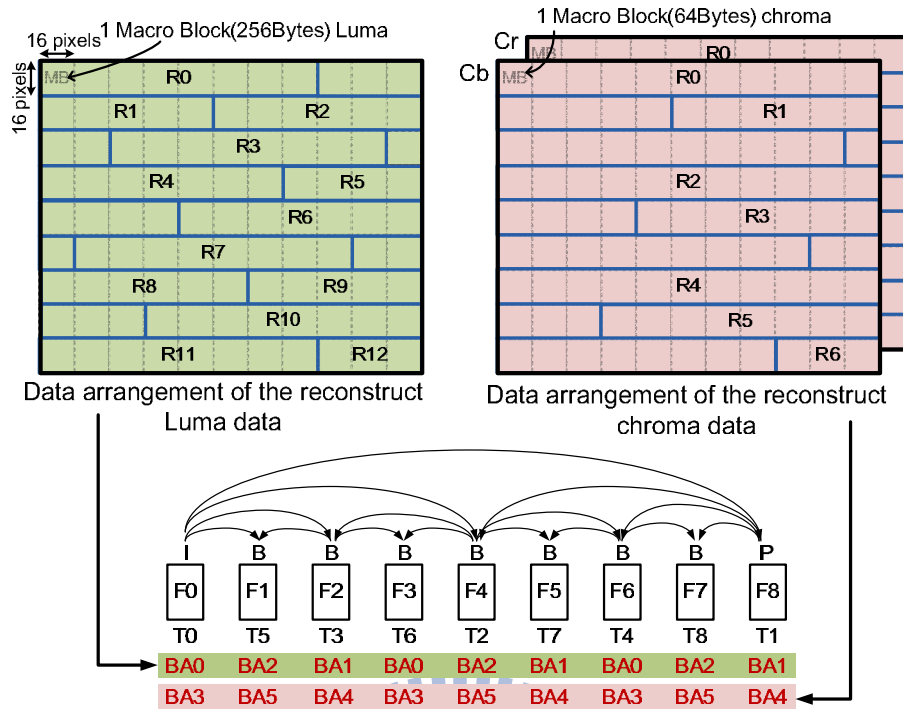 1 Macro Block(256Bytes) Luma
16 pixels
16 pixels
MB
R0
R1 R2
R3
R4 R5
R6
R7
R8 R9
R10
R11 R12
Data arrangement of the reconstruct
Luma data
1 Macro Block(64Bytes) chroma
Cr
MB
R0
Cb
MB
R0
R1
R2
R3
R4
R5
R6
Data arrangement of the reconstruct
chroma data
I B B B B B B B P
F0 F1 F2 F3 F4 F5 F6 F7 F8
T0 T5 T3 T6 T2 T7 T4 T8 T1
BA0 BA2 BA1 BA0 BA2 BA1 BA0 BA2 BA1
BA3 BA5 BA4 BA3 BA5 BA4 BA3 BA5 BA4